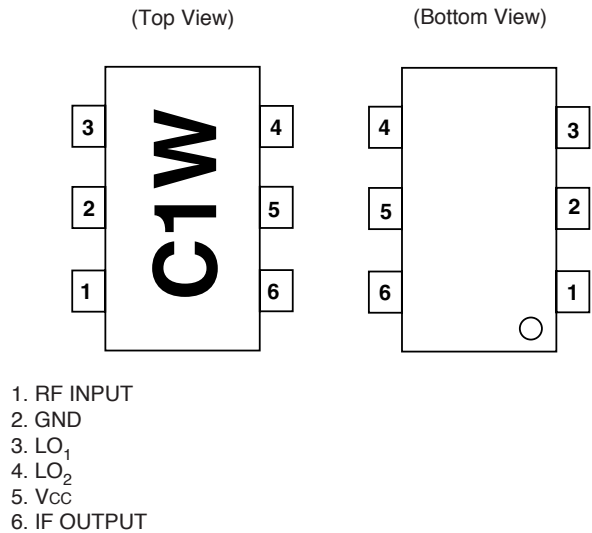 (Top View) (Bottom View)
3 4 4 3
C1W
2 5 5 2
1 6 6 1
1. RF INPUT
2. GND
3. LO1
4. LO2
5. VCC
6. IF OUTPUT